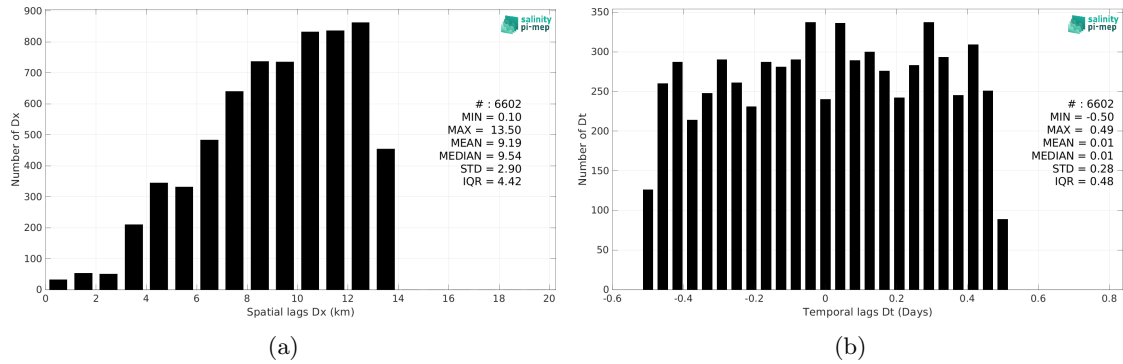 900
800
700
600
500
400
300
200
100
0
Number of Dx
salinity
pi-mep
# : 6602
MIN = 0.10
MAX = 13.50
MEAN = 9.19
MEDIAN = 9.54
STD = 2.90
IQR = 4.42
0 2 4 6 8 10 12 14 16 18 20
Spatial lags Dx (km)
(a)
350
300
250
200
150
100
50
0
Number of Dt
salinity
pi-mep
# : 6602
MIN = -0.50
MAX = 0.49
MEAN = 0.01
MEDIAN = 0.01
STD = 0.28
IQR = 0.48
-0.6 -0.4 -0.2 0 0.2 0.4 0.6 0.8
Temporal lags Dt (Days)
(b)